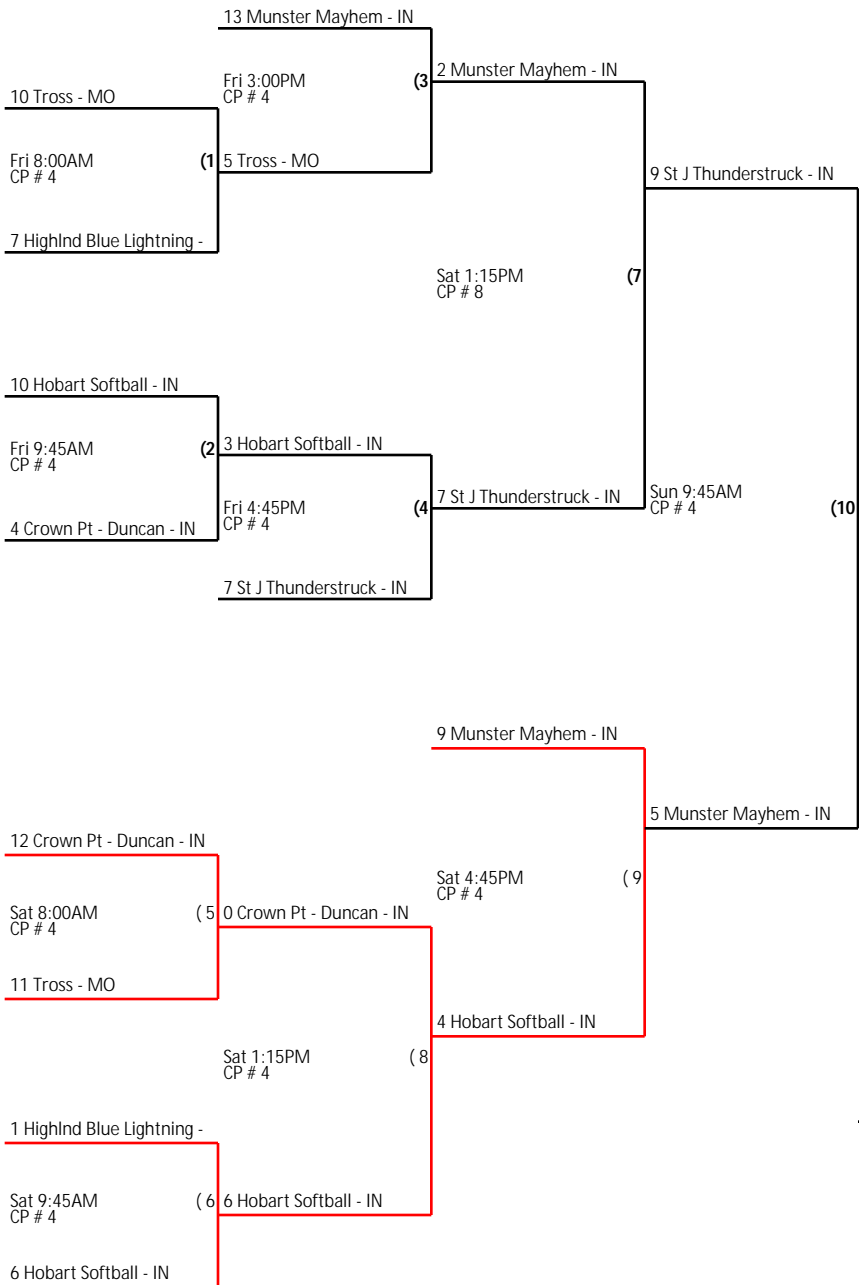 13 Munster Mayhem - IN
Fri 3:00PM
CP # 4
(3
2 Munster Mayhem - IN
10 Tross - MO
Fri 8:00AM
CP # 4
(1
5 Tross - MO
9 St J Thunderstruck - IN
7 Highlnd Blue Lightning -
Sat 1:15PM
CP # 8
(7
10 Hobart Softball - IN
Fri 9:45AM
CP # 4
(2
3 Hobart Softball - IN
Fri 4:45PM
CP # 4
(4
7 St J Thunderstruck - IN
Sun 9:45AM
CP # 4
(10
4 Crown Pt - Duncan - IN
7 St J Thunderstruck - IN
9 Munster Mayhem - IN
5 Munster Mayhem - IN
12 Crown Pt - Duncan - IN
Sat 4:45PM
CP # 4
( 9
Sat 8:00AM
CP # 4
( 5
0 Crown Pt - Duncan - IN
11 Tross - MO
4 Hobart Softball - IN
Sat 1:15PM
CP # 4
( 8
1 Highlnd Blue Lightning -
Sat 9:45AM
CP # 4
( 6
6 Hobart Softball - IN
6 Hobart Softball - IN